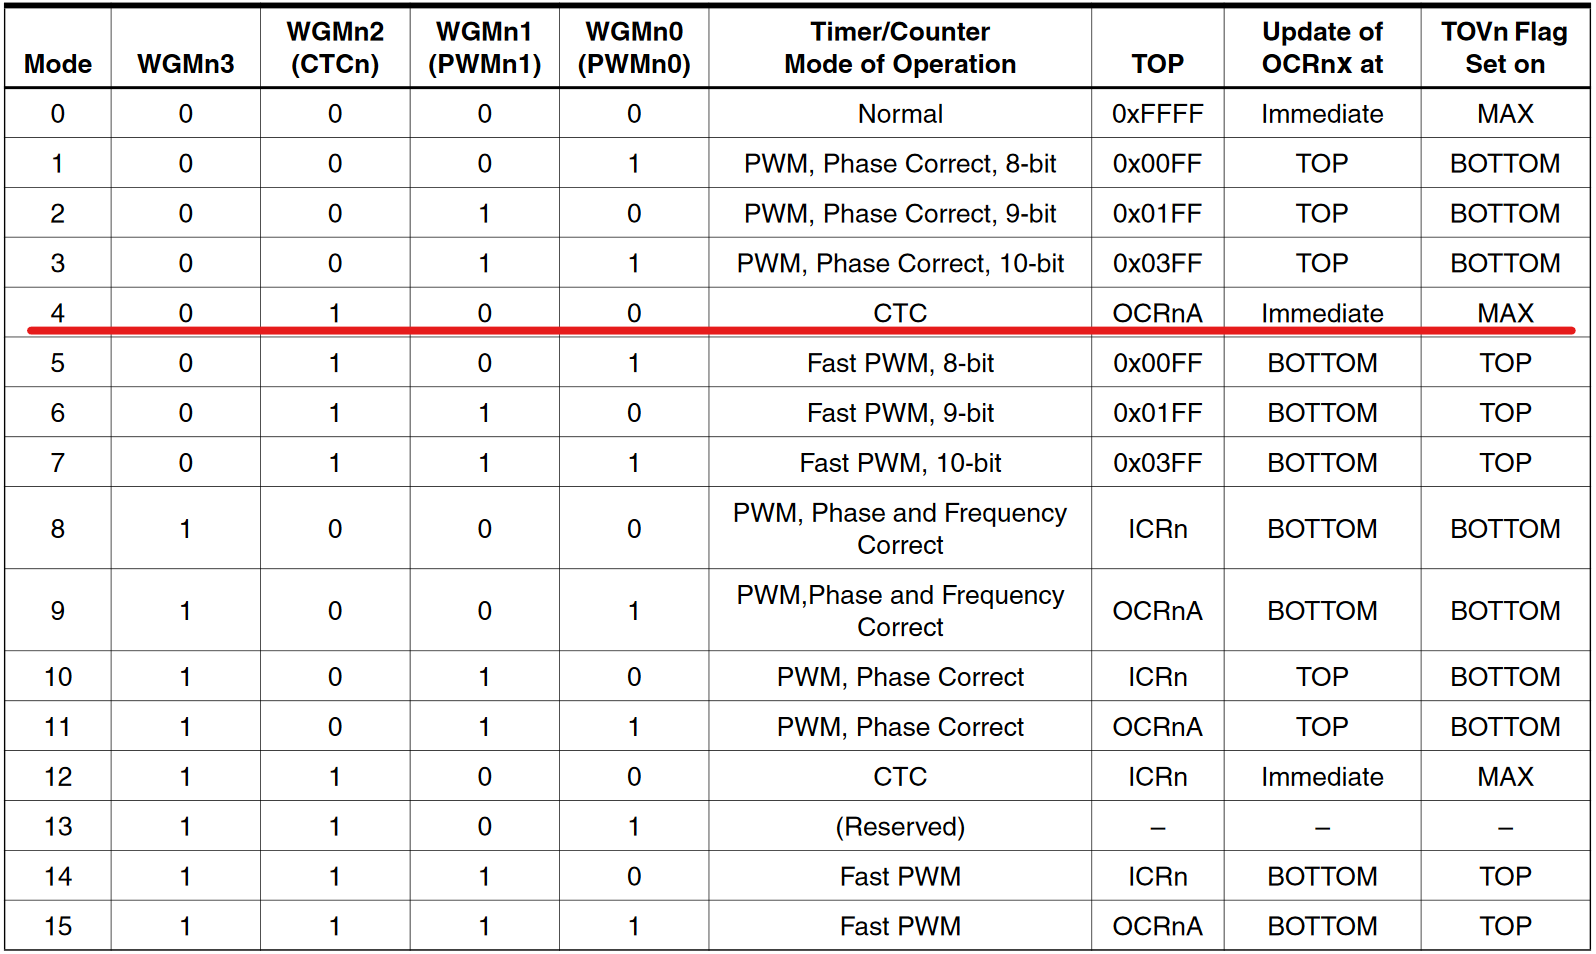 Mode WGMn3 WGMn2 (CTCn) WGMn1 (PWMn1) WGMn0 (PWMn0) Timer/Counter Mode of Operation TOP Update of OCRnx at TOVn Flag Set on
0 0 0 0 0 Normal 0xFFFF Immediate MAX
1 0 0 0 1 PWM, Phase Correct, 8-bit 0x00FF TOP BOTTOM
2 0 0 1 0 PWM, Phase Correct, 9-bit 0x01FF TOP BOTTOM
3 0 0 1 1 PWM, Phase Correct, 10-bit 0x03FF TOP BOTTOM
4 0 1 0 0 CTC OCRnA Immediate MAX
5 0 1 0 1 Fast PWM, 8-bit 0x00FF BOTTOM TOP
6 0 1 1 0 Fast PWM, 9-bit 0x01FF BOTTOM TOP
7 0 1 1 1 Fast PWM, 10-bit 0x03FF BOTTOM TOP
8 1 0 0 0 PWM, Phase and Frequency Correct ICRn BOTTOM BOTTOM
9 1 0 0 1 PWM,Phase and Frequency Correct OCRnA BOTTOM BOTTOM
10 1 0 1 0 PWM, Phase Correct ICRn TOP BOTTOM
11 1 0 1 1 PWM, Phase Correct OCRnA TOP BOTTOM
12 1 1 0 0 CTC ICRn Immediate MAX
13 1 1 0 1 (Reserved) – – –
14 1 1 1 0 Fast PWM ICRn BOTTOM TOP
15 1 1 1 1 Fast PWM OCRnA BOTTOM TOP